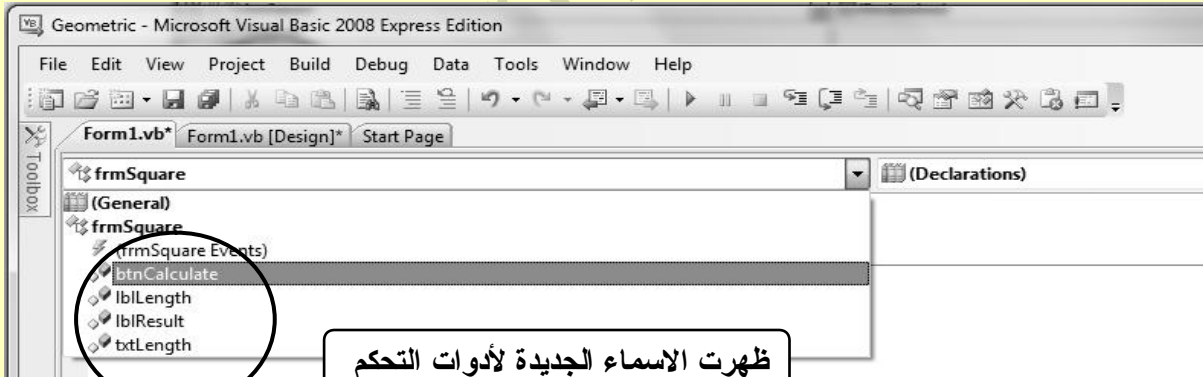 Geometric - Microsoft Visual Basic 2008 Express Edition
File Edit View Project Build Debug Data Tools Window Help
Form1.vb* Form1.vb [Design]* Start Page
Toolbox
frmSquare (Declarations)
(General)
frmSquare
(frmSquare Events)
btnCalculate
lblLength
lblResult
txtLength
ظهرت الاسماء الجديدة لأدوات التحكم